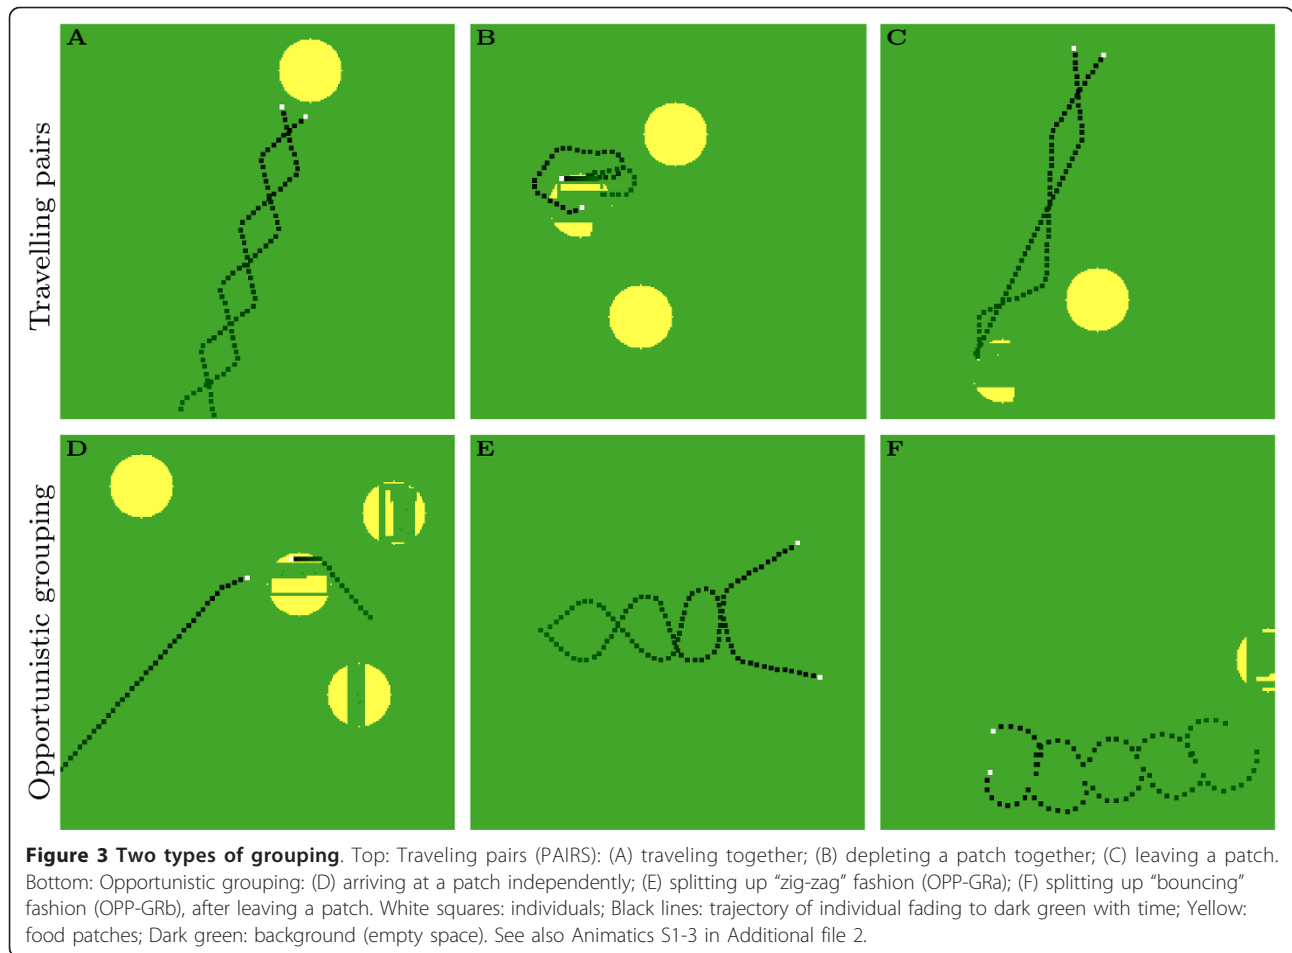 A
B
C
Travelling pairs
D
E
F
Opportunistic grouping
Figure 3 Two types of grouping. Top: Traveling pairs (PAIRS): (A) traveling together; (B) depleting a patch together; (C) leaving a patch.
Bottom: Opportunistic grouping: (D) arriving at a patch independently; (E) splitting up “zig-zag” fashion (OPP-GRa); (F) splitting up “bouncing”
fashion (OPP-GRb), after leaving a patch. White squares: individuals; Black lines: trajectory of individual fading to dark green with time; Yellow:
food patches; Dark green: background (empty space). See also Animatics S1-3 in Additional file 2.